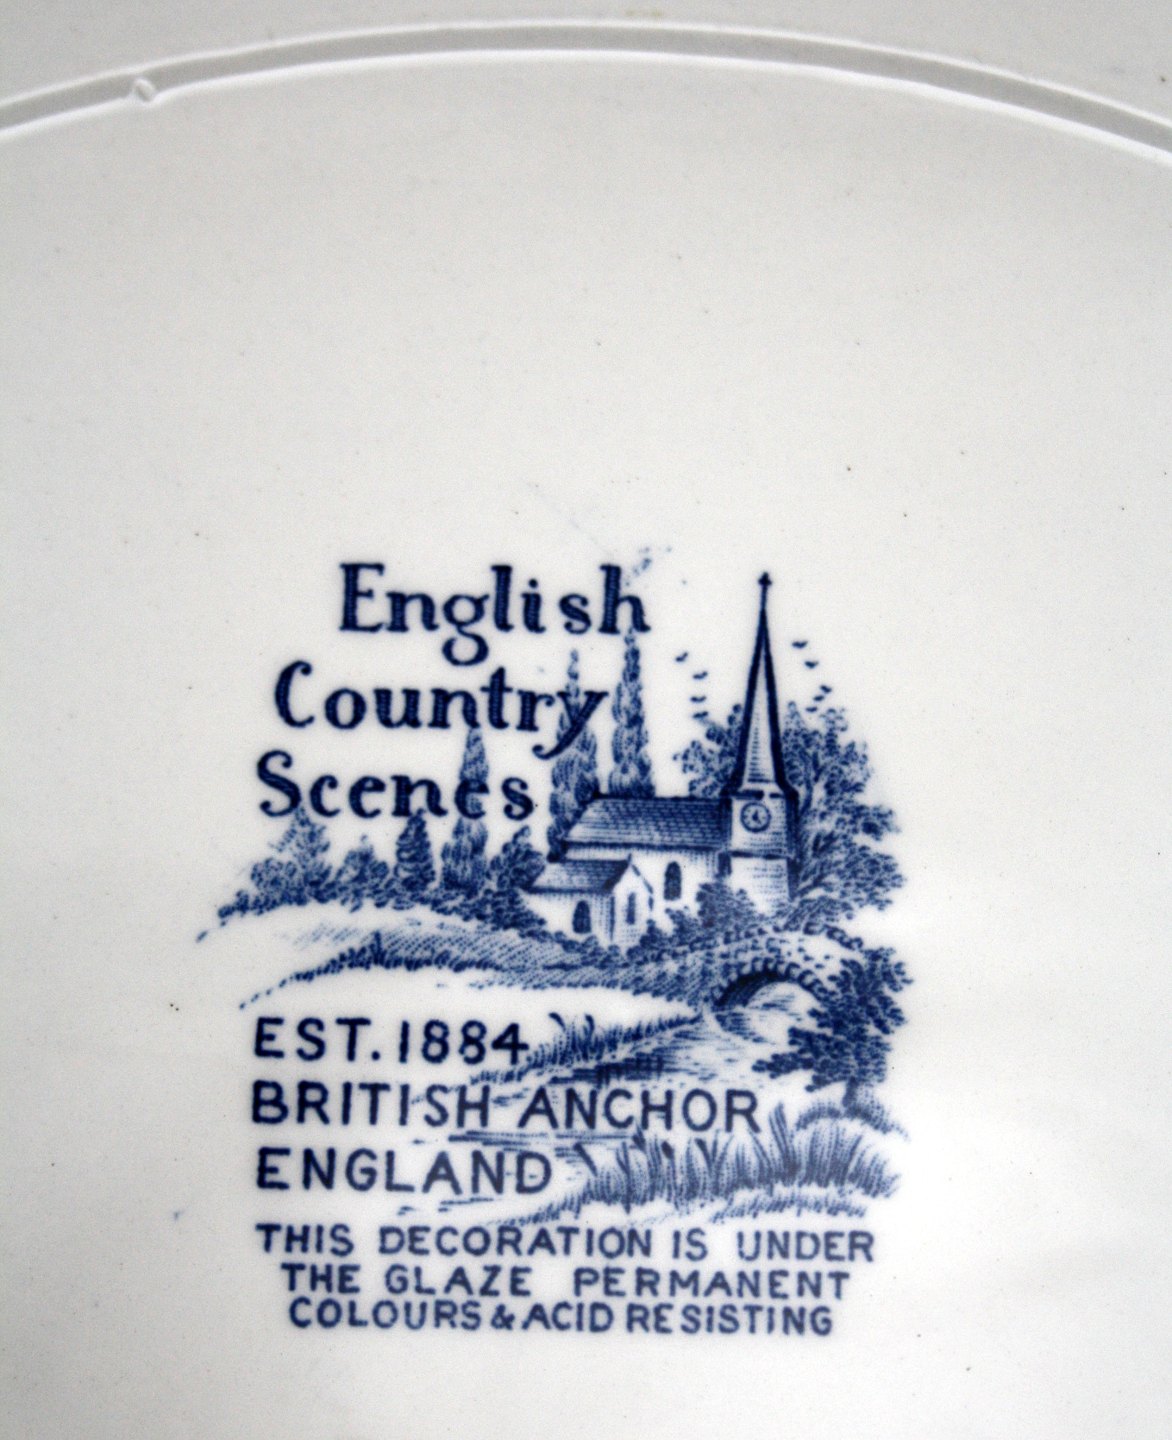 English
Country
Scenes
EST. 1884
BRITISH ANCHOR
ENGLAND
THIS DECORATION IS UNDER
THE GLAZE PERMANENT
COLOURS & ACID RESISTING